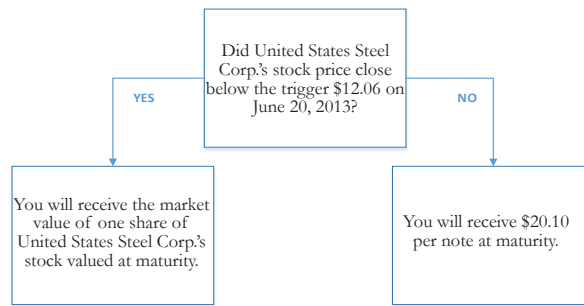 Did United States Steel
Corp.'s stock price close
below the trigger $12.06 on
June 20, 2013?
YES
NO
You will receive the market
value of one share of
United States Steel Corp.'s
stock valued at maturity.
You will receive $20.10
per note at maturity.